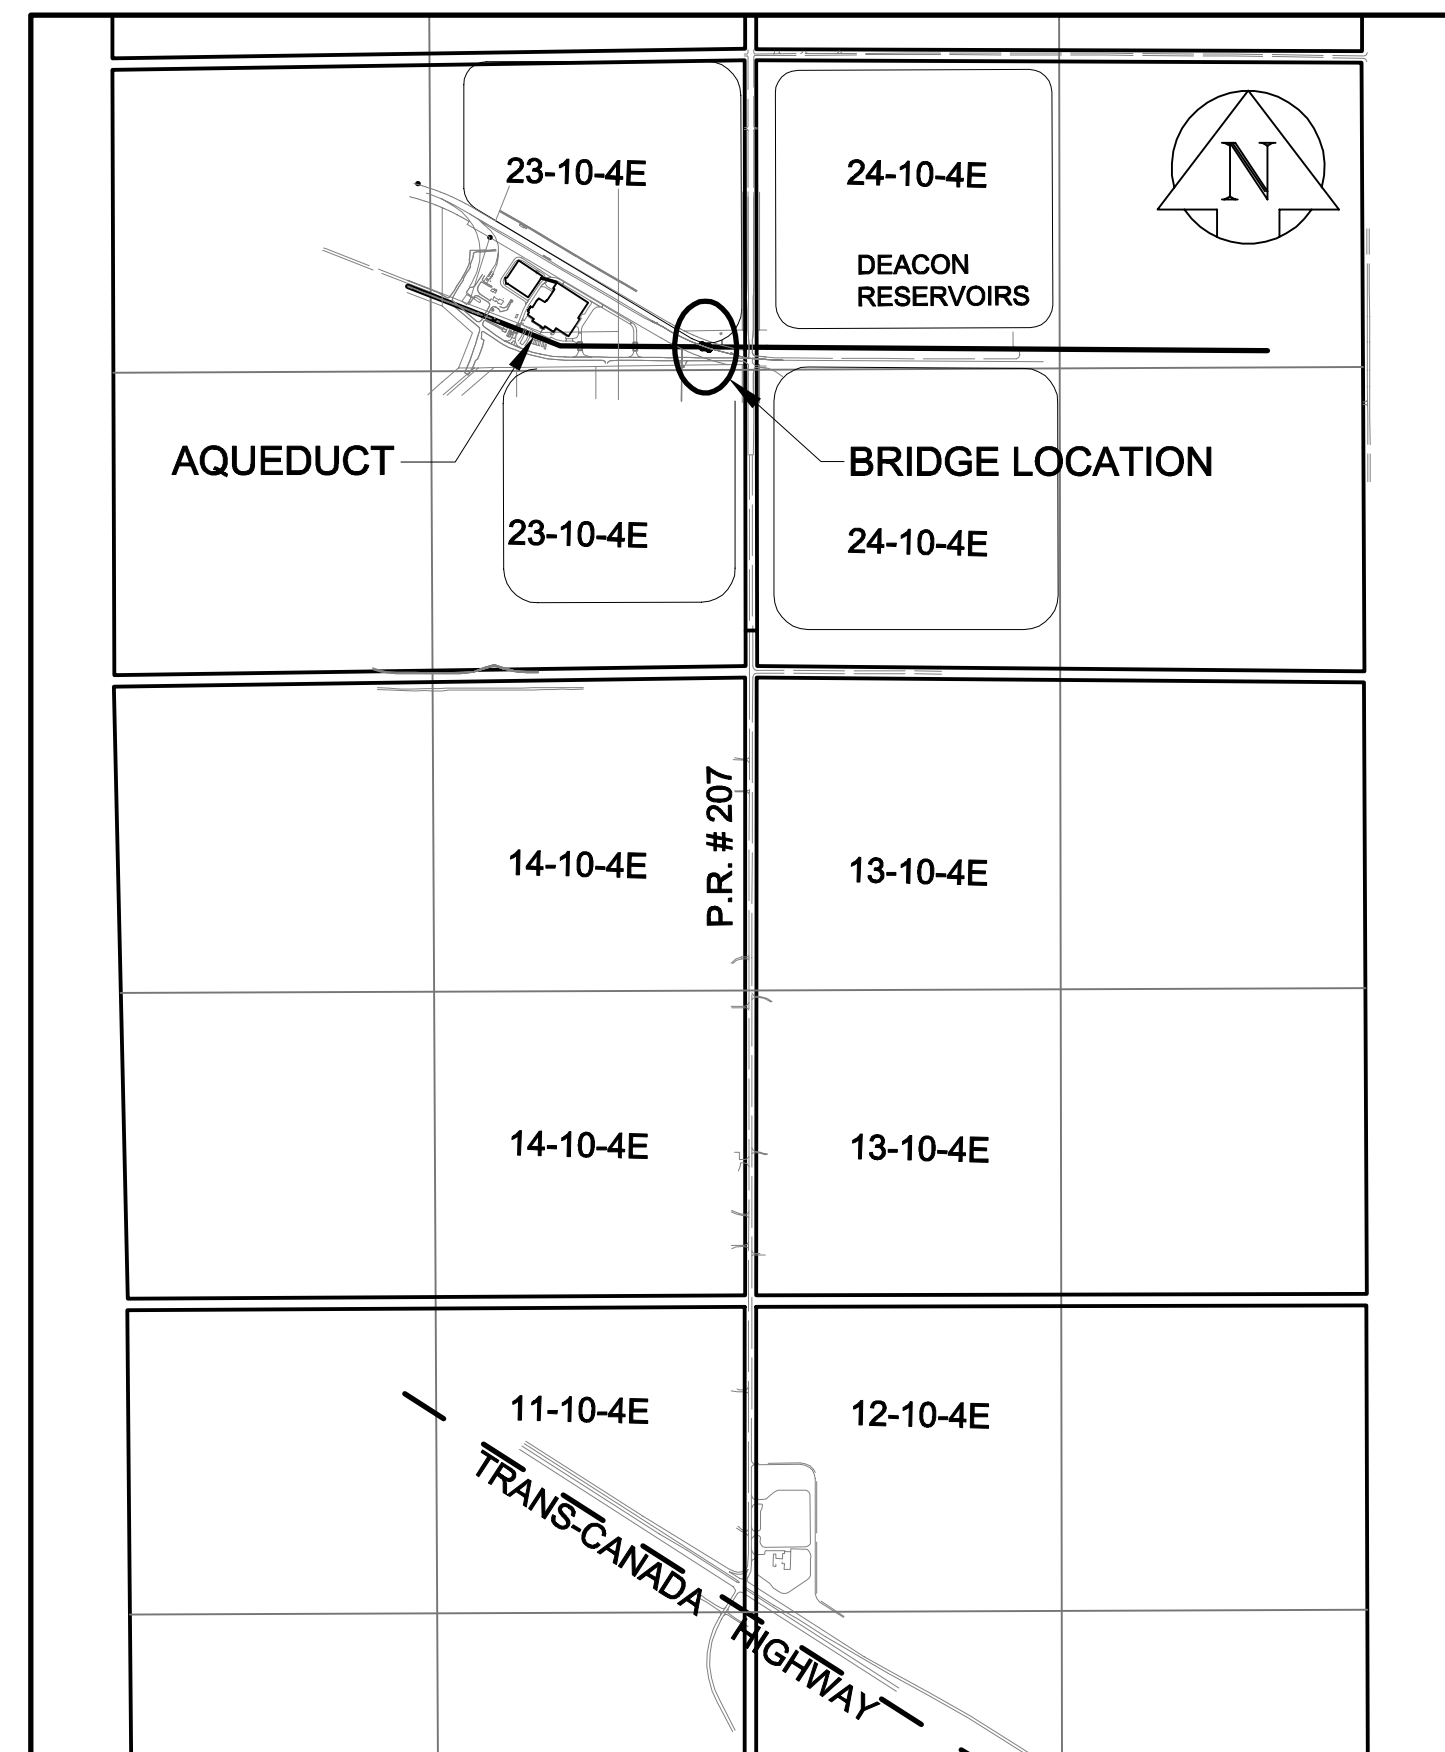 23-10-4E
24-10-4E
N
DEACON
RESERVOIRS
AQUEDUCT
BRIDGE LOCATION
23-10-4E
24-10-4E
P.R. # 207
14-10-4E
13-10-4E
14-10-4E
13-10-4E
11-10-4E
12-10-4E
TRANS-CANADA HIGHWAY